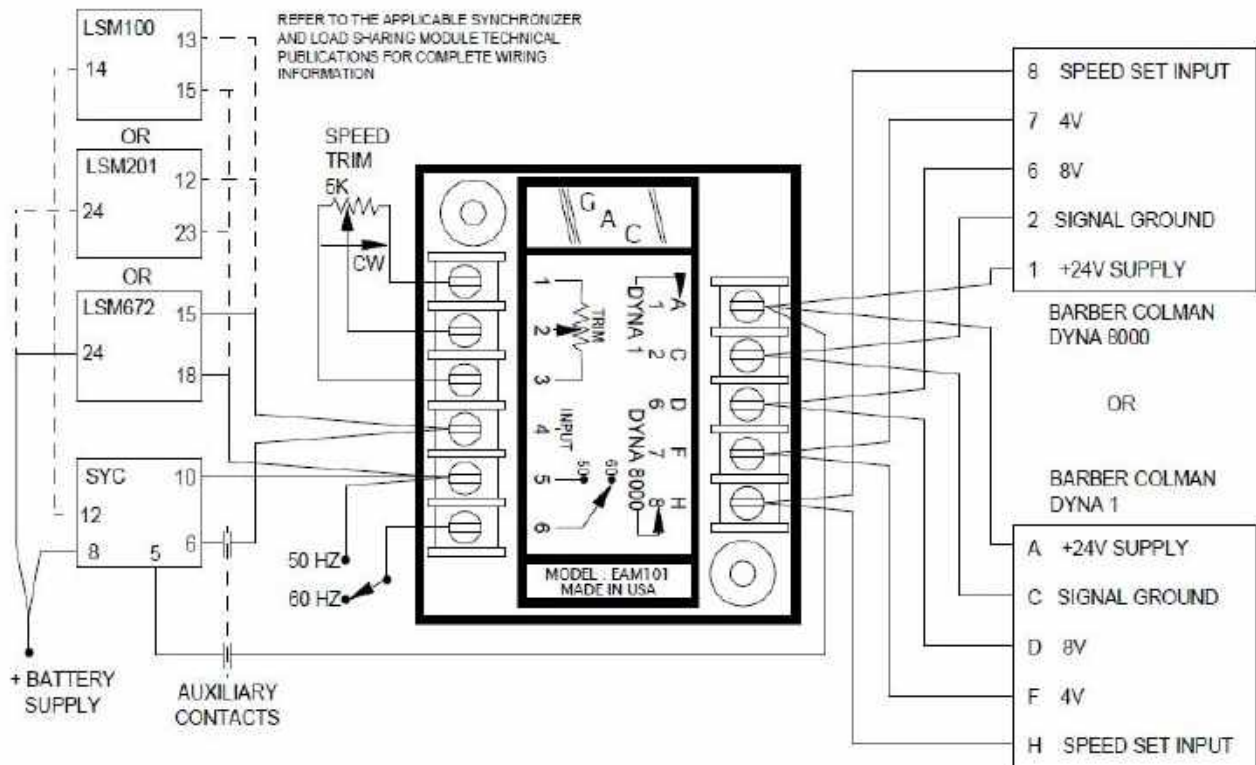 REFER TO THE APPLICABLE SYNCHRONIZER
AND LOAD SHARING MODULE TECHNICAL
PUBLICATIONS FOR COMPLETE WIRING
INFORMATION
LSM100
13
14
15
OR
LSM201
12
24
23
OR
LSM672
15
24
18
SYC
10
12
6
8
5
+ BATTERY
SUPPLY
AUXILIARY
CONTACTS
SPEED
TRIM
5K
CW
50 HZ
60 HZ
G
A
C
1
2
3
4
5
6
TRIM
INPUT
50
60
DYNA 1
DYNA 8000
A
1
C
2
D
6
F
7
H
8
MODEL : EAM101
MADE IN USA
8 SPEED SET INPUT
7 4V
6 8V
2 SIGNAL GROUND
1 +24V SUPPLY
BARBER COLMAN
DYNA 8000
OR
BARBER COLMAN
DYNA 1
A +24V SUPPLY
C SIGNAL GROUND
D 8V
F 4V
H SPEED SET INPUT